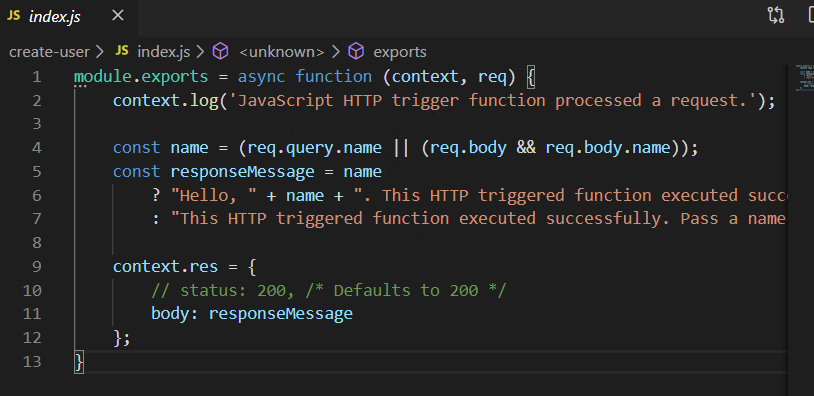 JS index.js ×
create-user > JS index.js > <unknown> > exports
1 module.exports = async function (context, req) {
2     context.log('JavaScript HTTP trigger function processed a request.');
3
4     const name = (req.query.name || (req.body && req.body.name));
5     const responseMessage = name
6         ? "Hello, " + name + ". This HTTP triggered function executed succ
7         : "This HTTP triggered function executed successfully. Pass a name
8
9     context.res = {
10         // status: 200, /* Defaults to 200 */
11         body: responseMessage
12     };
13 }